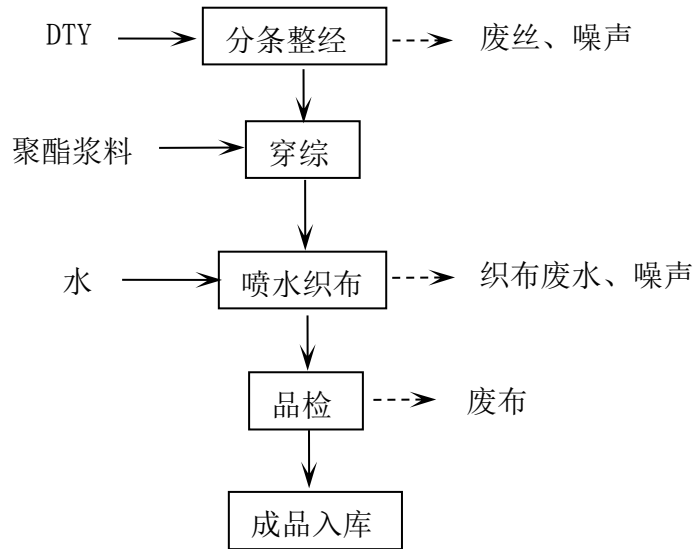 DTY
分条整经
废丝、噪声
聚酯浆料
穿综
水
喷水织布
织布废水、噪声
品检
废布
成品入库